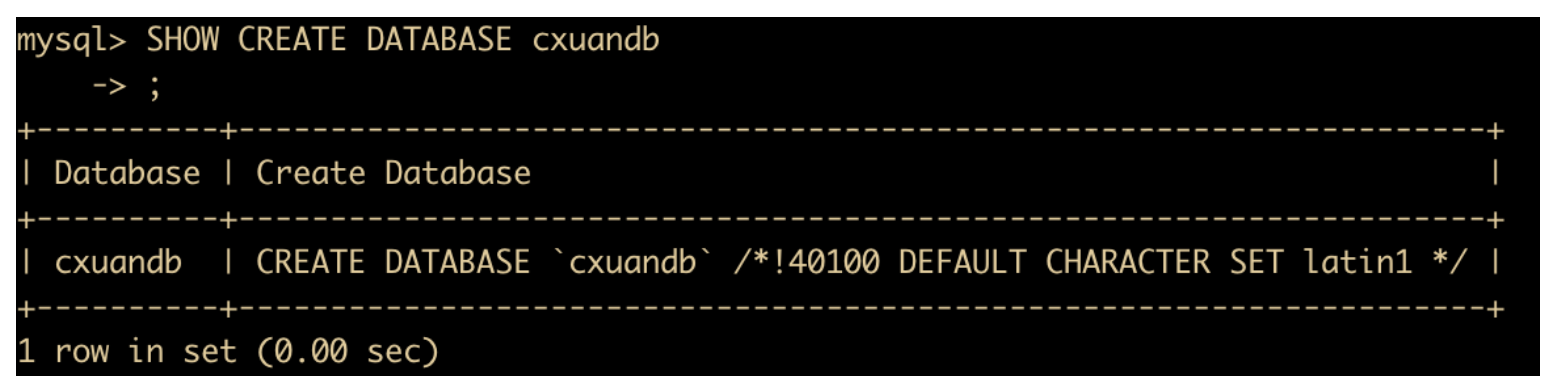 mysql> SHOW CREATE DATABASE cxuandb
    -> ;
+----------+--------------------------------------------------------------------+
| Database | Create Database                                                    |
+----------+--------------------------------------------------------------------+
| cxuandb  | CREATE DATABASE `cxuandb` /*!40100 DEFAULT CHARACTER SET latin1 */ |
+----------+--------------------------------------------------------------------+
1 row in set (0.00 sec)